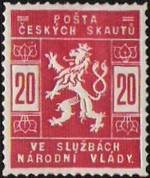 POŠTA
ČESKÝCH SKAUTŮ
20 20
VE SLUŽBÁCH
NÁRODNÍ VLÁDY.